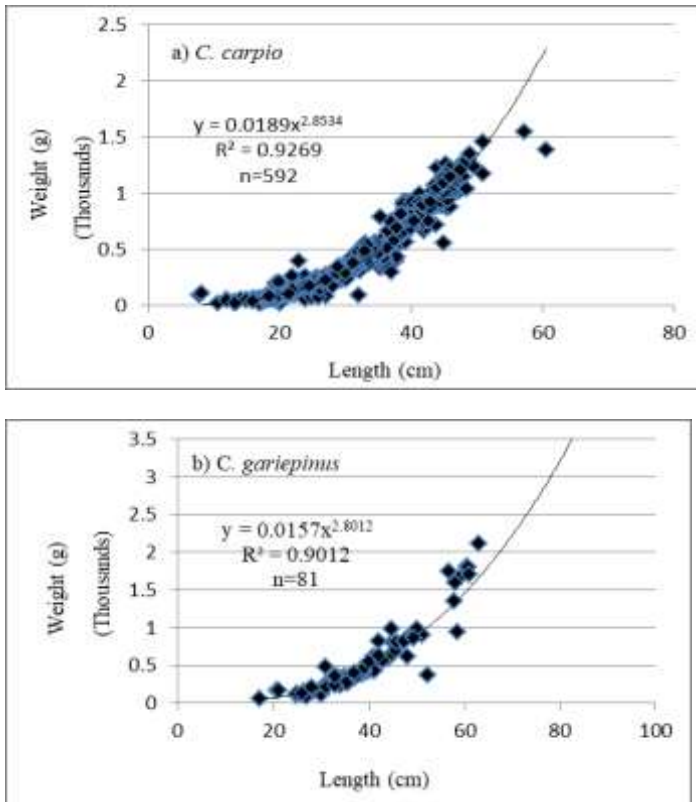 2.5
a) C. carpio
2
y = 0.0189x^2.8534
R² = 0.9269
n=592
1.5
1
0.5
0
Weight (g)
(Thousands)
0 20 40 60 80
Length (cm)
3.5
b) C. gariepinus
3
2.5
y = 0.0157x^2.8012
R² = 0.9012
n=81
2
1.5
1
0.5
0
Weight (g)
(Thousands)
0 20 40 60 80 100
Length (cm)